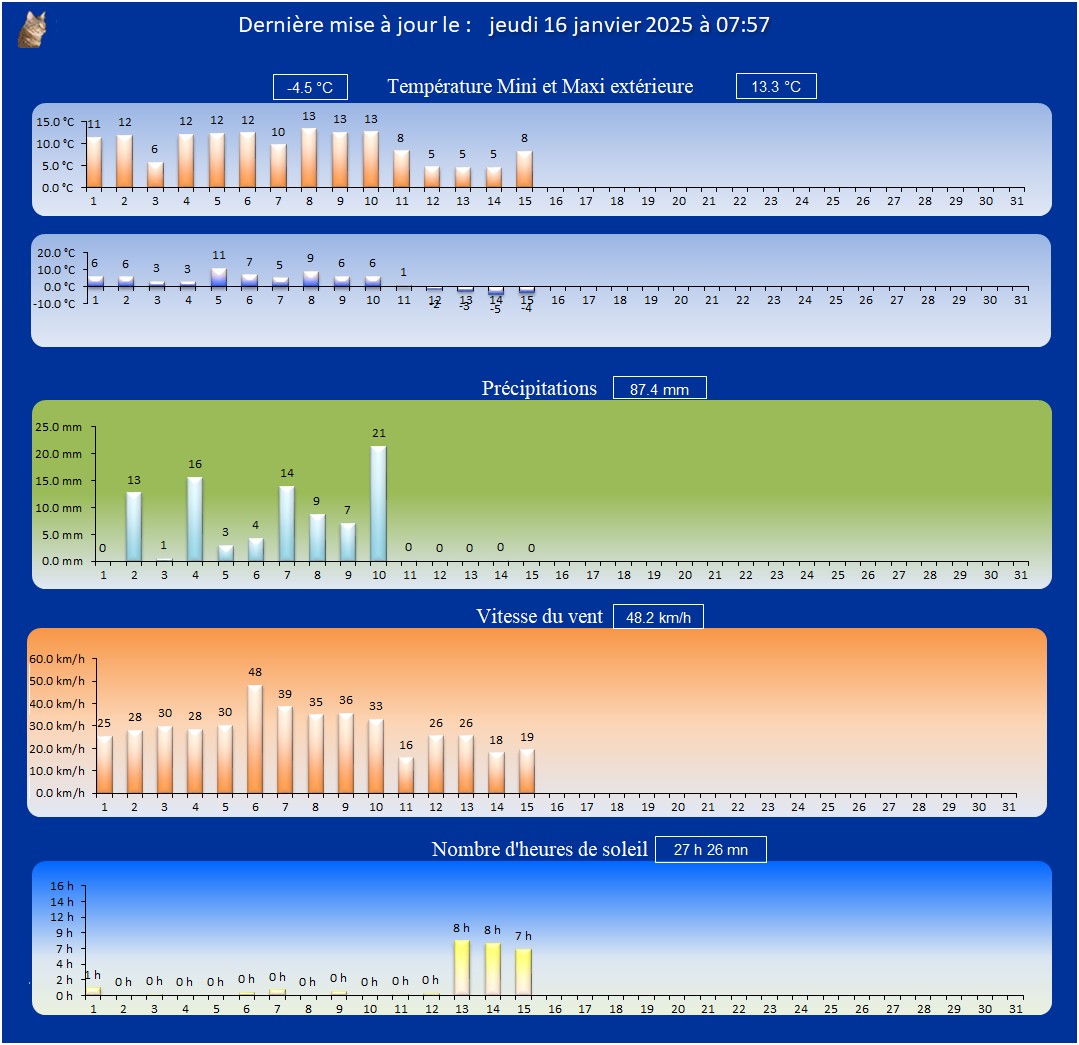 Dernière mise à jour le : jeudi 16 janvier 2025 à 07:57
-4.5 °C Température Mini et Maxi extérieure 13.3 °C
15.0 °C
10.0 °C
5.0 °C
0.0 °C
11 12 6 12 12 12 10 13 13 13 8 5 5 5 8
1 2 3 4 5 6 7 8 9 10 11 12 13 14 15 16 17 18 19 20 21 22 23 24 25 26 27 28 29 30 31
20.0 °C
10.0 °C
0.0 °C
-10.0 °C
6 6 3 3 11 7 5 9 6 6 1 -2 -3 -5 -4
1 2 3 4 5 6 7 8 9 10 11 12 13 14 15 16 17 18 19 20 21 22 23 24 25 26 27 28 29 30 31
Précipitations 87.4 mm
25.0 mm
20.0 mm
15.0 mm
10.0 mm
5.0 mm
0.0 mm
0 13 1 16 3 4 14 9 7 21 0 0 0 0 0
1 2 3 4 5 6 7 8 9 10 11 12 13 14 15 16 17 18 19 20 21 22 23 24 25 26 27 28 29 30 31
Vitesse du vent 48.2 km/h
60.0 km/h
50.0 km/h
40.0 km/h
30.0 km/h
20.0 km/h
10.0 km/h
0.0 km/h
25 28 30 28 30 48 39 35 36 33 16 26 26 18 19
1 2 3 4 5 6 7 8 9 10 11 12 13 14 15 16 17 18 19 20 21 22 23 24 25 26 27 28 29 30 31
Nombre d'heures de soleil 27 h 26 mn
16 h
14 h
12 h
9 h
7 h
4 h
2 h
0 h
1 h 0 h 0 h 0 h 0 h 0 h 0 h 0 h 0 h 0 h 0 h 0 h 8 h 8 h 7 h
1 2 3 4 5 6 7 8 9 10 11 12 13 14 15 16 17 18 19 20 21 22 23 24 25 26 27 28 29 30 31